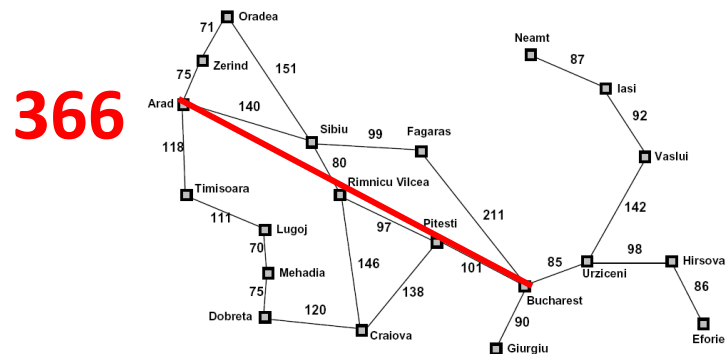 Oradea
71
Neamt
87
Zerind
151
Iasi
75
366
Arad
140
92
Sibiu
99
Fagaras
118
80
Vaslui
Rimnicu Vilcea
Timisoara
142
111
211
Lugoj
97
Pitesti
70
98
Hirsova
146
101
85
Urziceni
Mehadia
86
75
138
Bucharest
120
Dobreta
90
Craiova
Eforie
Giurgiu